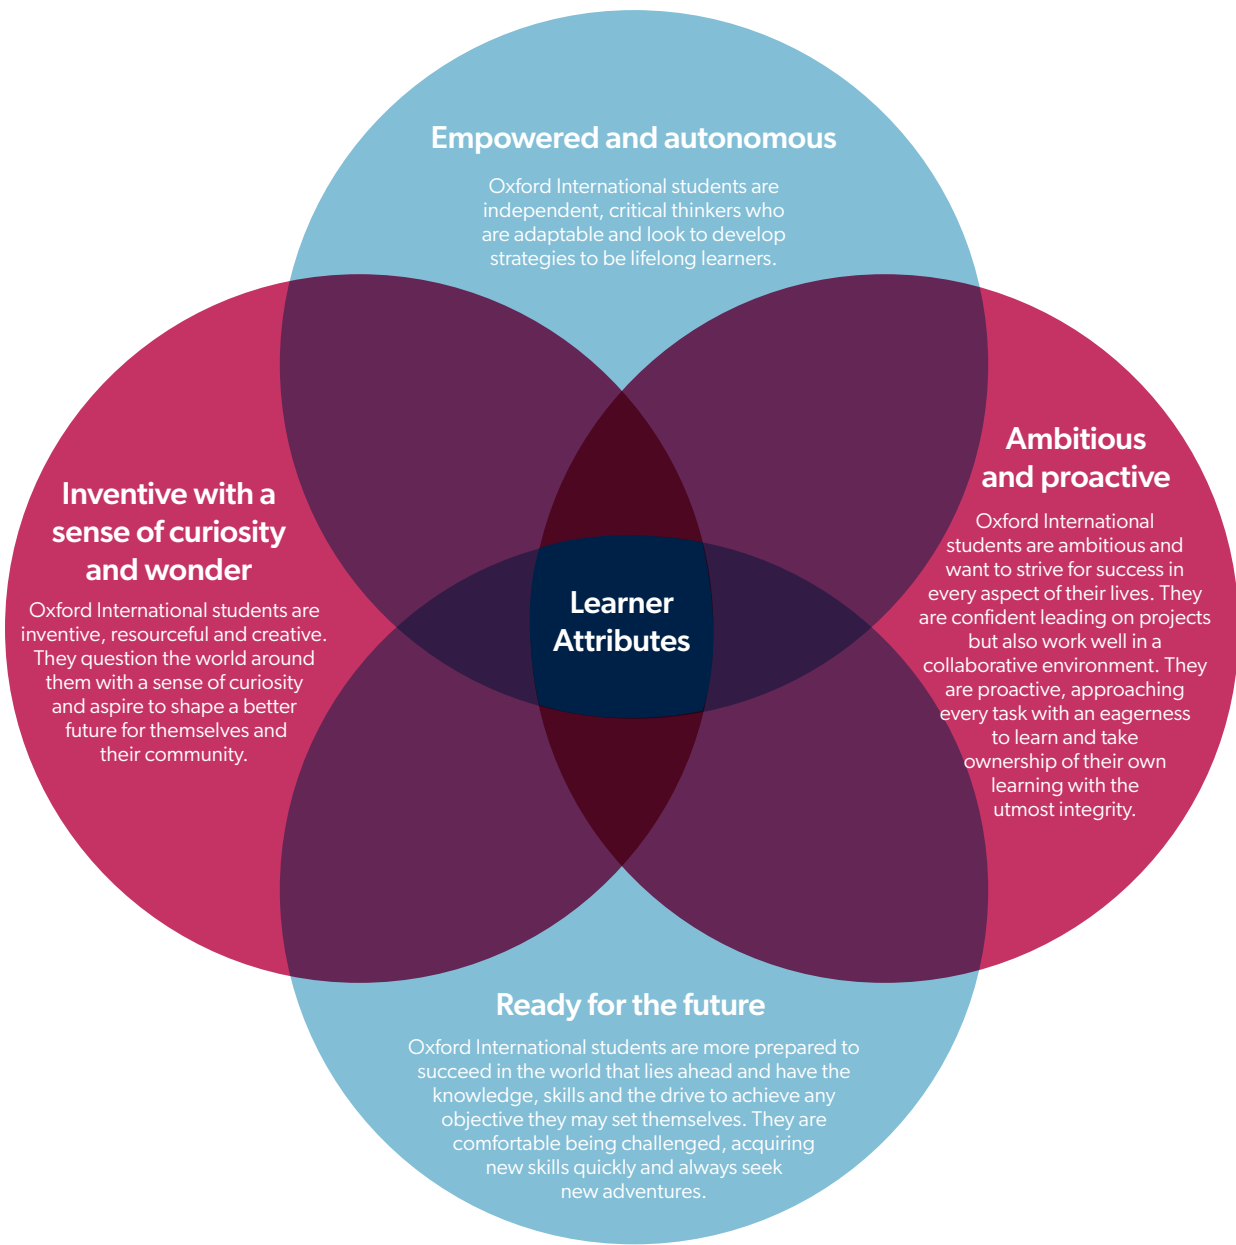 Empowered and autonomous
Oxford International students are
independent, critical thinkers who
are adaptable and look to develop
strategies to be lifelong learners.
Inventive with a
sense of curiosity
and wonder
Oxford International students are
inventive, resourceful and creative.
They question the world around
them with a sense of curiosity
and aspire to shape a better
future for themselves and
their community.
Learner
Attributes
Ambitious
and proactive
Oxford International
students are ambitious and
want to strive for success in
every aspect of their lives. They
are confident leading on projects
but also work well in a
collaborative environment. They
are proactive, approaching
every task with an eagerness
to learn and take
ownership of their own
learning with the
utmost integrity.
Ready for the future
Oxford International students are more prepared to
succeed in the world that lies ahead and have the
knowledge, skills and the drive to achieve any
objective they may set themselves. They are
comfortable being challenged, acquiring
new skills quickly and always seek
new adventures.